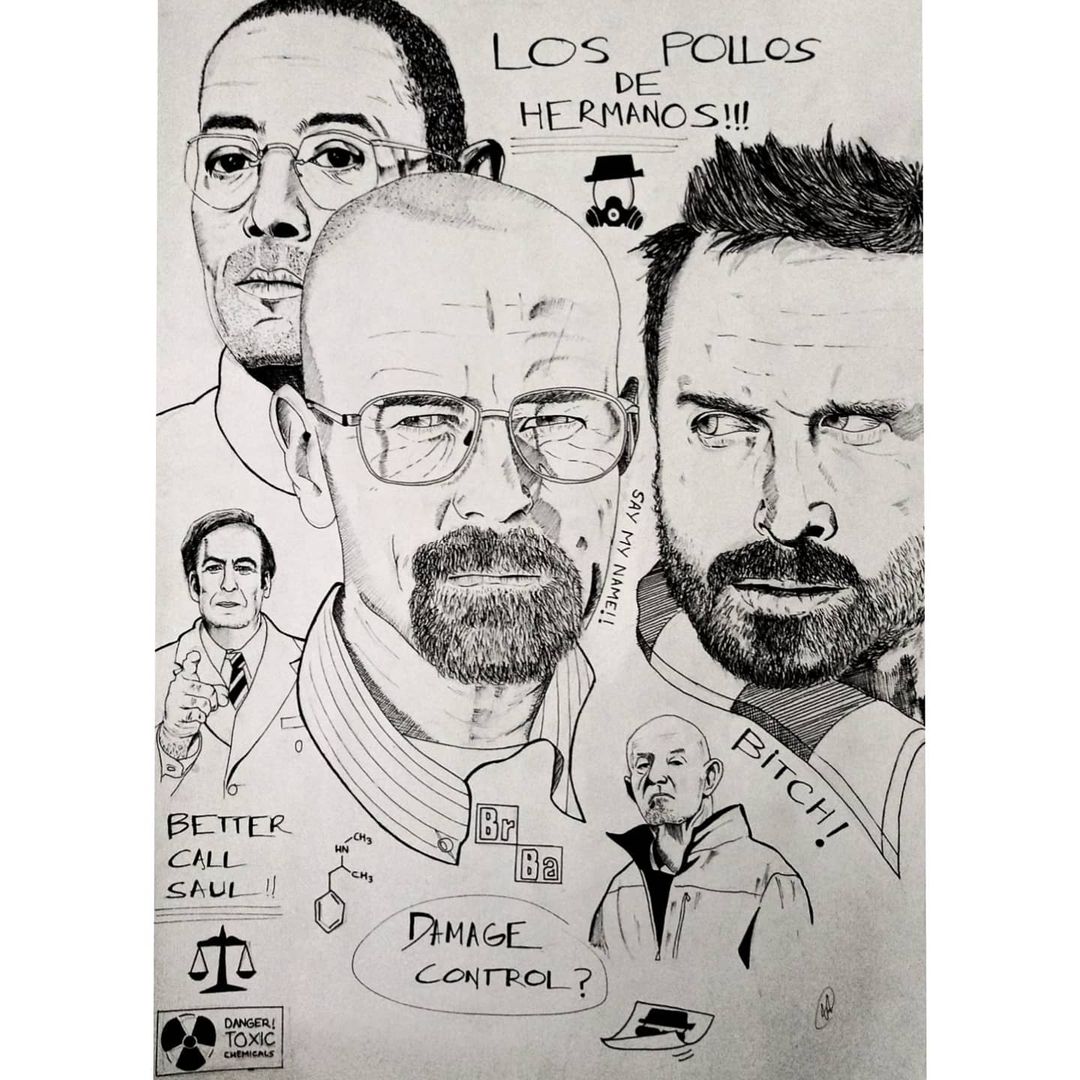 LOS POLLOS
DE
HERMANOS!!!
SAY MY NAME!!
BITCH!
BETTER
CALL
SAUL!!
Br
Ba
HN
CH3
CH3
DAMAGE
CONTROL?
DANGER!
TOXIC
CHEMICALS